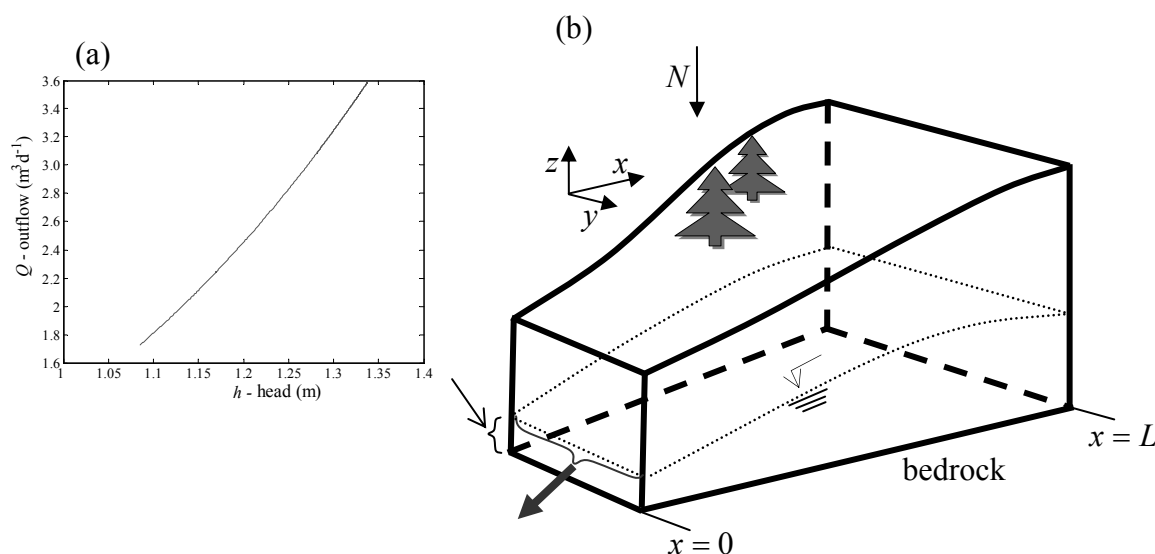 (a)
(b)
3.6
3.4
3.2
3
2.8
2.6
2.4
2.2
2
1.8
1.6
Q - outflow (m³d⁻¹)
1 1.05 1.1 1.15 1.2 1.25 1.3 1.35 1.4
h - head (m)
N
z
x
y
x = L
bedrock
x = 0